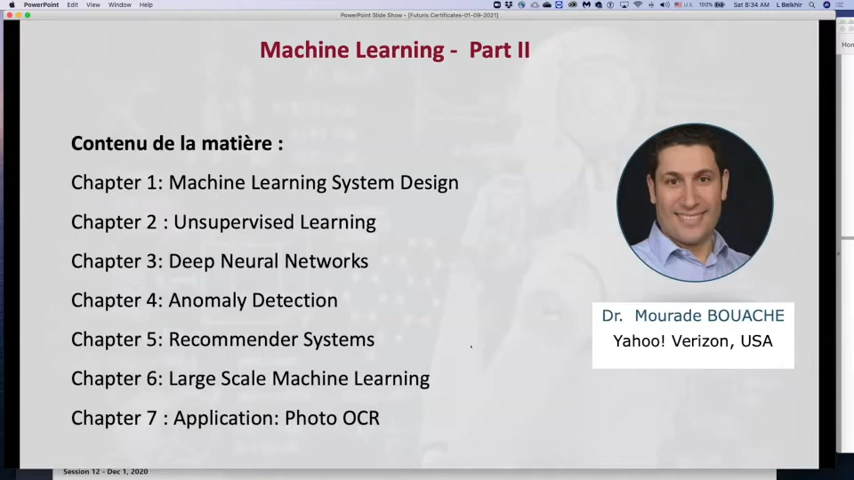 PowerPoint Edit View Window Help
100% Sat 8:34 AM L Belkhir
PowerPoint Slide Show - [Futuris Certificates-01-09-2021]
Machine Learning - Part II
Contenu de la matière :
Chapter 1: Machine Learning System Design
Chapter 2 : Unsupervised Learning
Chapter 3: Deep Neural Networks
Chapter 4: Anomaly Detection
Chapter 5: Recommender Systems
Chapter 6: Large Scale Machine Learning
Chapter 7 : Application: Photo OCR
Dr. Mourade BOUACHE
Yahoo! Verizon, USA
Hon
Session 12 - Dec 1, 2020